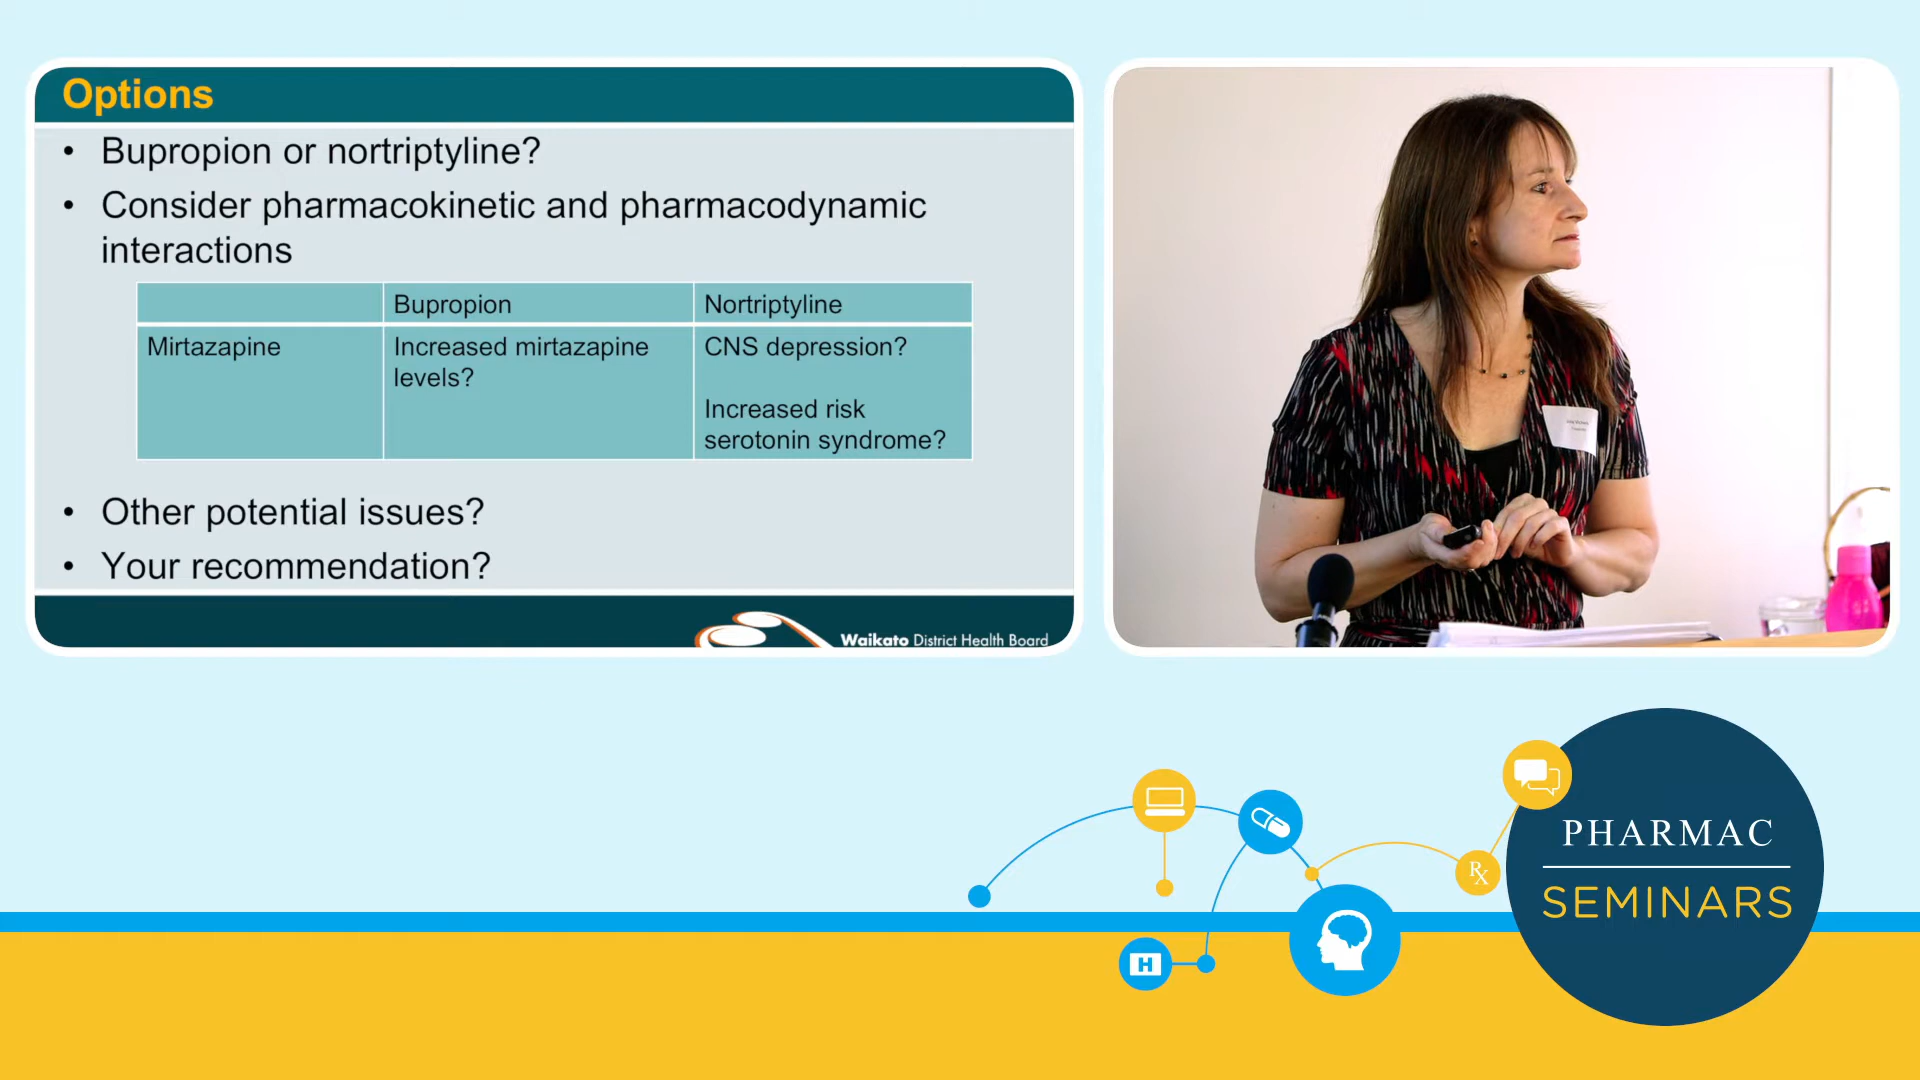 Options
• Bupropion or nortriptyline?
• Consider pharmacokinetic and pharmacodynamic
interactions
Bupropion Nortriptyline
Mirtazapine Increased mirtazapine CNS depression?
levels?
Increased risk
serotonin syndrome?
• Other potential issues?
• Your recommendation?
Waikato District Health Board
PHARMAC
SEMINARS
Rx
H